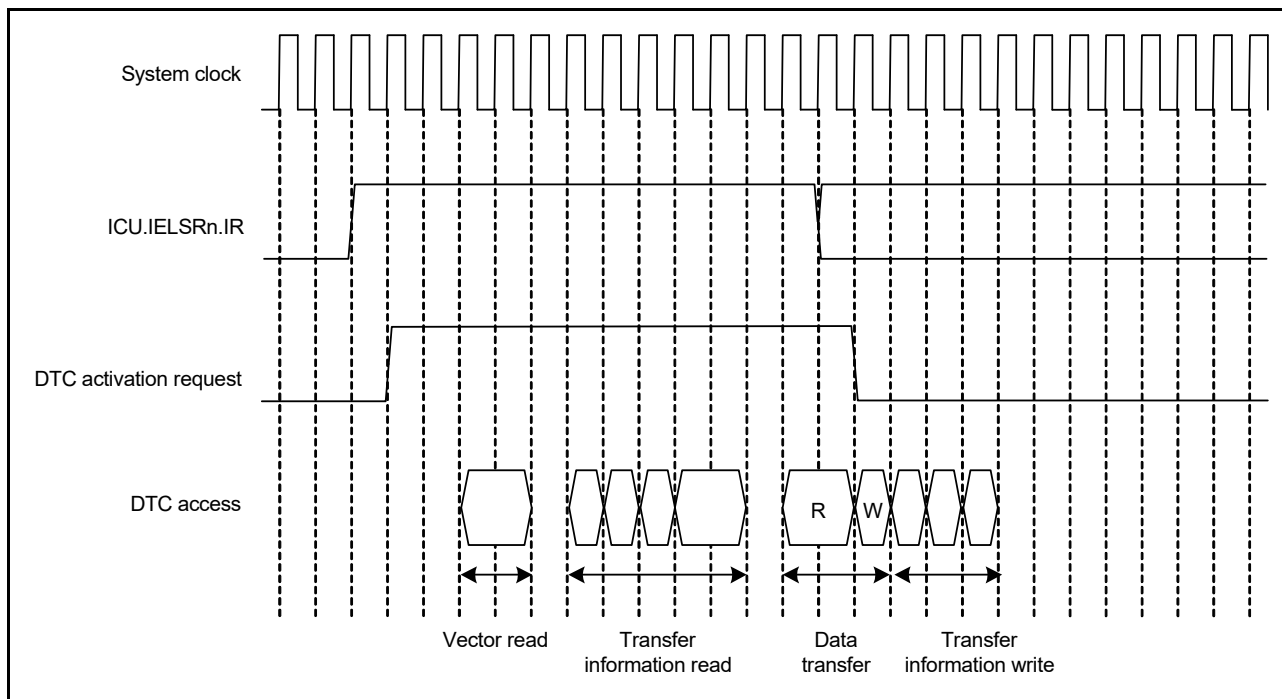 System clock
ICU.IELSRn.IR
DTC activation request
DTC access
R
W
Vector read
Transfer
information read
Data
transfer
Transfer
information write